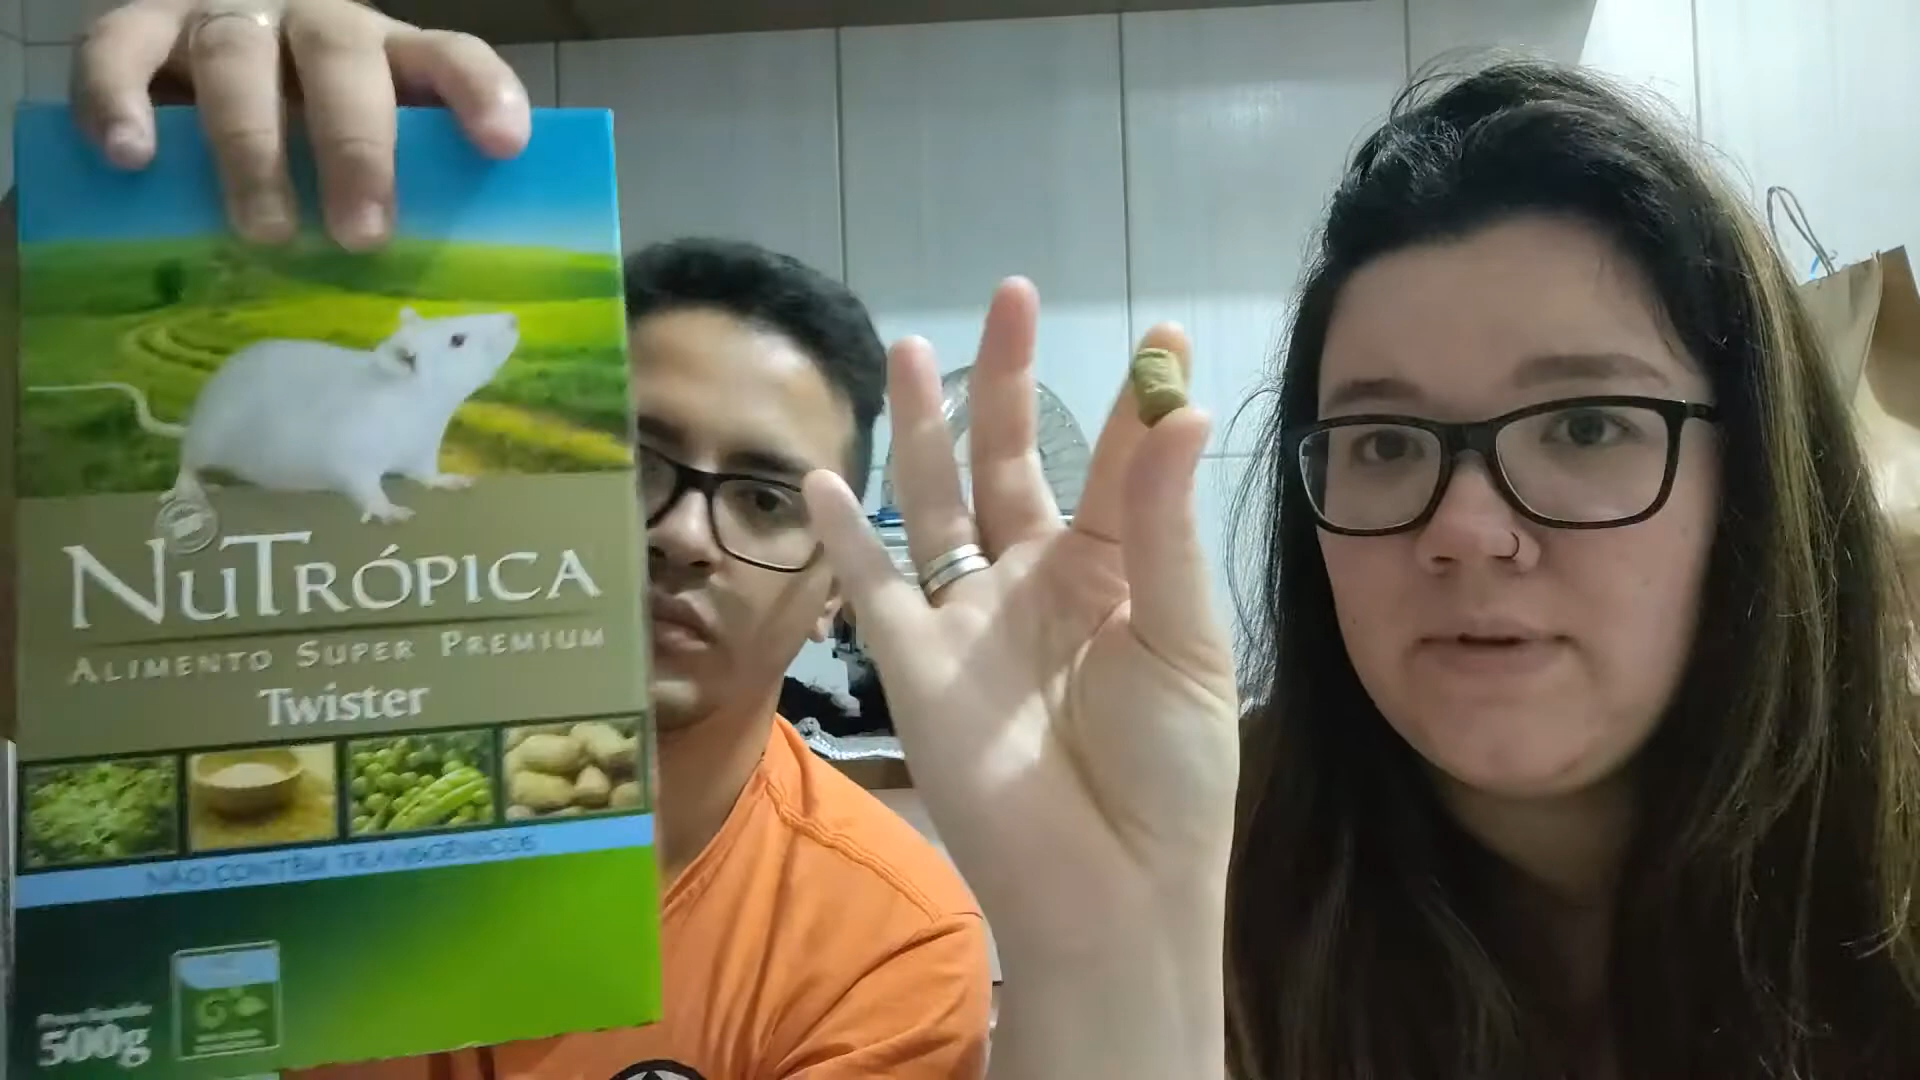 NUTRÓPICA
ALIMENTO SUPER PREMIUM
Twister
NÃO CONTÉM TRANSGÊNICOS
500g